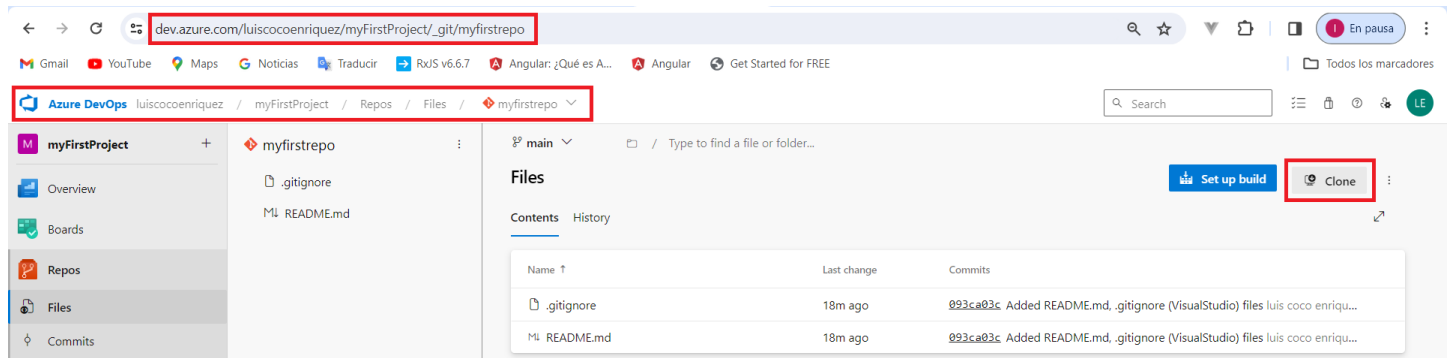 dev.azure.com/luiscocoenriquez/myFirstProject/_git/myfirstrepo
I En pausa
Gmail YouTube Maps Noticias Traducir RxJS v6.6.7 Angular: ¿Qué es A... Angular Get Started for FREE Todos los marcadores
Azure DevOps luiscocoenriquez / myFirstProject / Repos / Files / myfirstrepo Search LE
M myFirstProject +
Overview
Boards
Repos
Files
Commits
myfirstrepo
.gitignore
M↓ README.md
main / Type to find a file or folder...
Files Set up build Clone
Contents History
Name ↑ Last change Commits
.gitignore 18m ago 093ca03c Added README.md, .gitignore (VisualStudio) files luis coco enriqu...
M↓ README.md 18m ago 093ca03c Added README.md, .gitignore (VisualStudio) files luis coco enriqu...